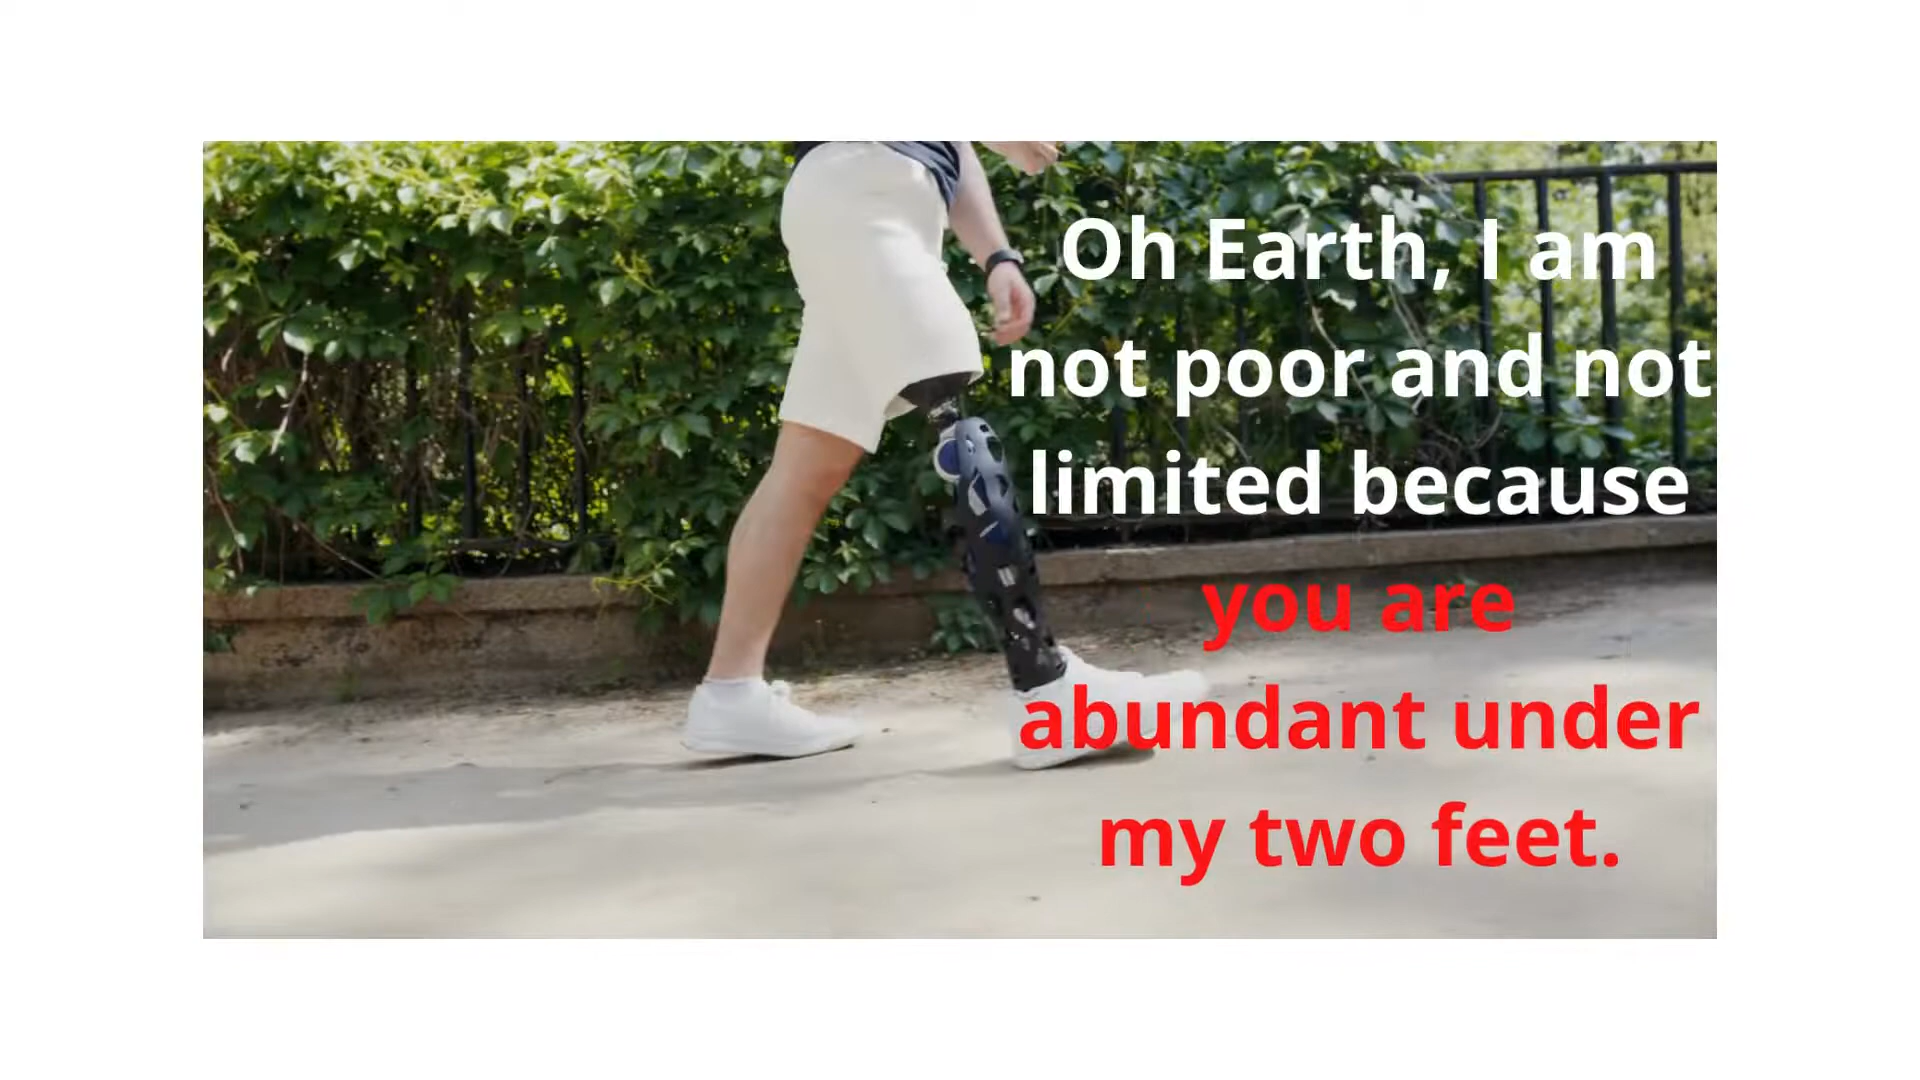 Oh Earth, I am
not poor and not
limited because
you are
abundant under
my two feet.